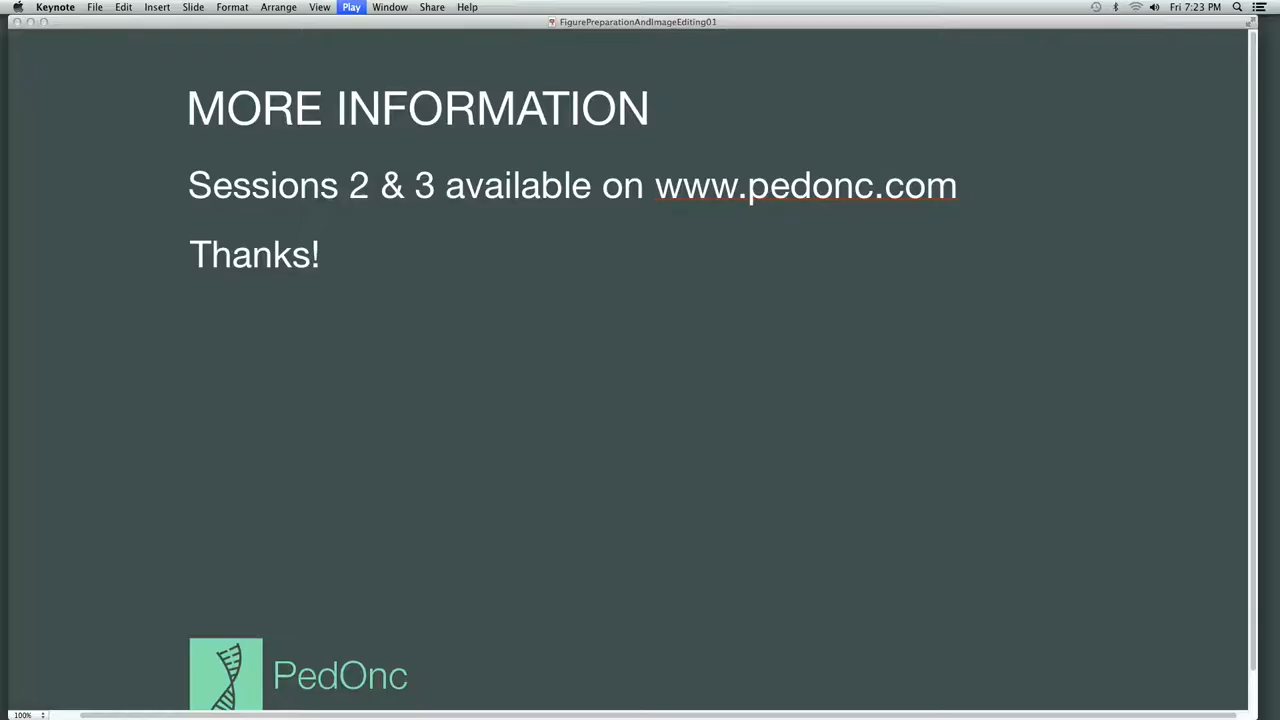 Keynote File Edit Insert Slide Format Arrange View Play Window Share Help Fri 7:23 PM
FigurePreparationAndImageEditing01
MORE INFORMATION
Sessions 2 & 3 available on www.pedonc.com
Thanks!
PedOnc
100%